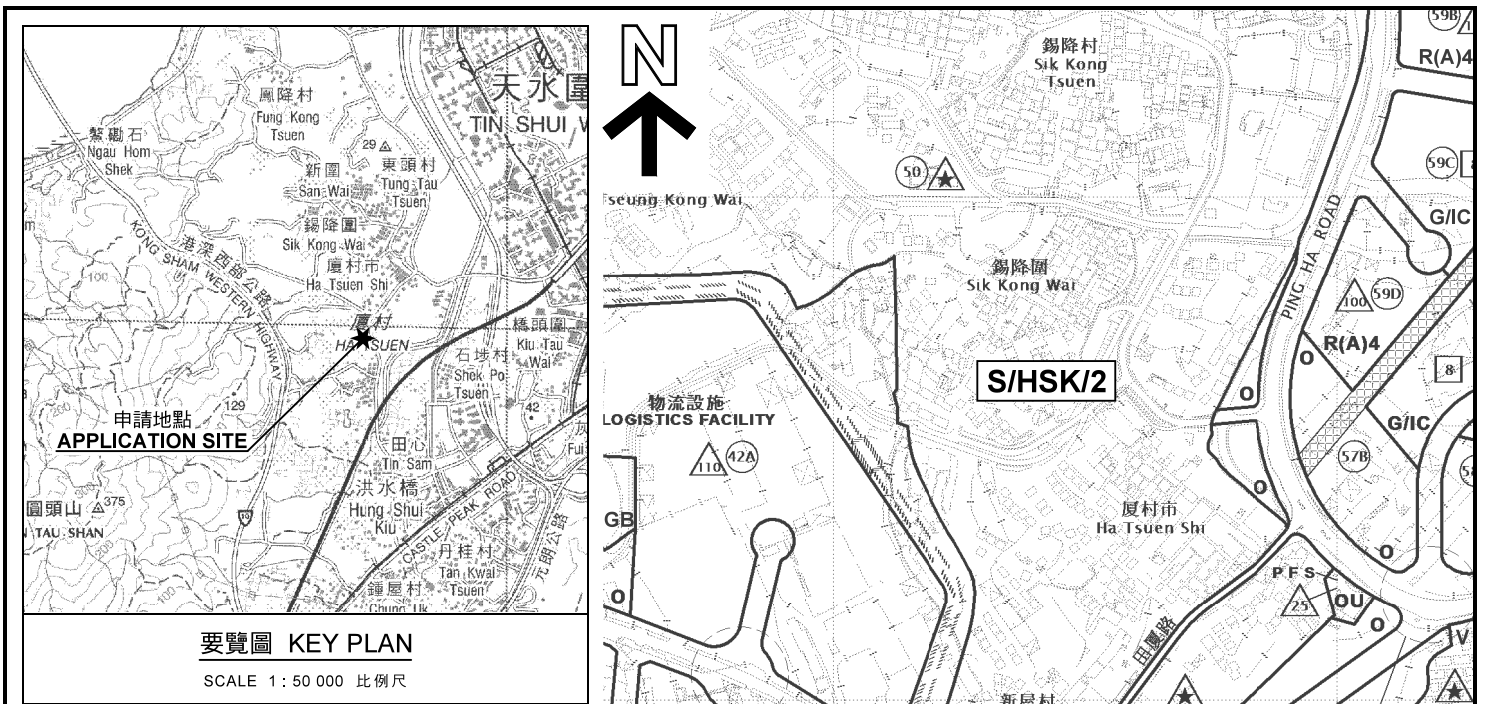 鳳降村
Fung Kong
Tsuen
天水圍
TIN SHUI W
鰲磡石
Ngau Hom
Shek
29
新圍
San Wai
東頭村
Tung Tau
Tsuen
錫降圍
Sik Kong Wai
港深西部公路
KONG SHAM WESTERN HIGHWAY
100
廈村市
Ha Tsuen Shi
廈村
HA TSUEN
橋頭圍
Kiu Tau
Wai
石埗村
Shek Po
Tsuen
200
129
42
申請地點
APPLICATION SITE
田心
Tin Sam
洪水橋
Hung Shui
Kiu
圓頭山
375
TAU SHAN
200
100
CASTLE PEAK ROAD
丹桂村
Tan Kwai
Tsuen
元朗公路
鍾屋村
Chung Uk
要覽圖 KEY PLAN
SCALE 1 : 50 000 比例尺
N
錫降村
Sik Kong
Tsuen
50
seung Kong Wai
錫降圍
Sik Kong Wai
S/HSK/2
物流設施
LOGISTICS FACILITY
110
42A
GB
O
厦村市
Ha Tsuen Shi
新屋村
田厦路
PING HA ROAD
59B
R(A)4
59C
G/IC
100
59D
R(A)4
O
8
O
G/IC
57B
O
O
PFS
25
OU
O
V